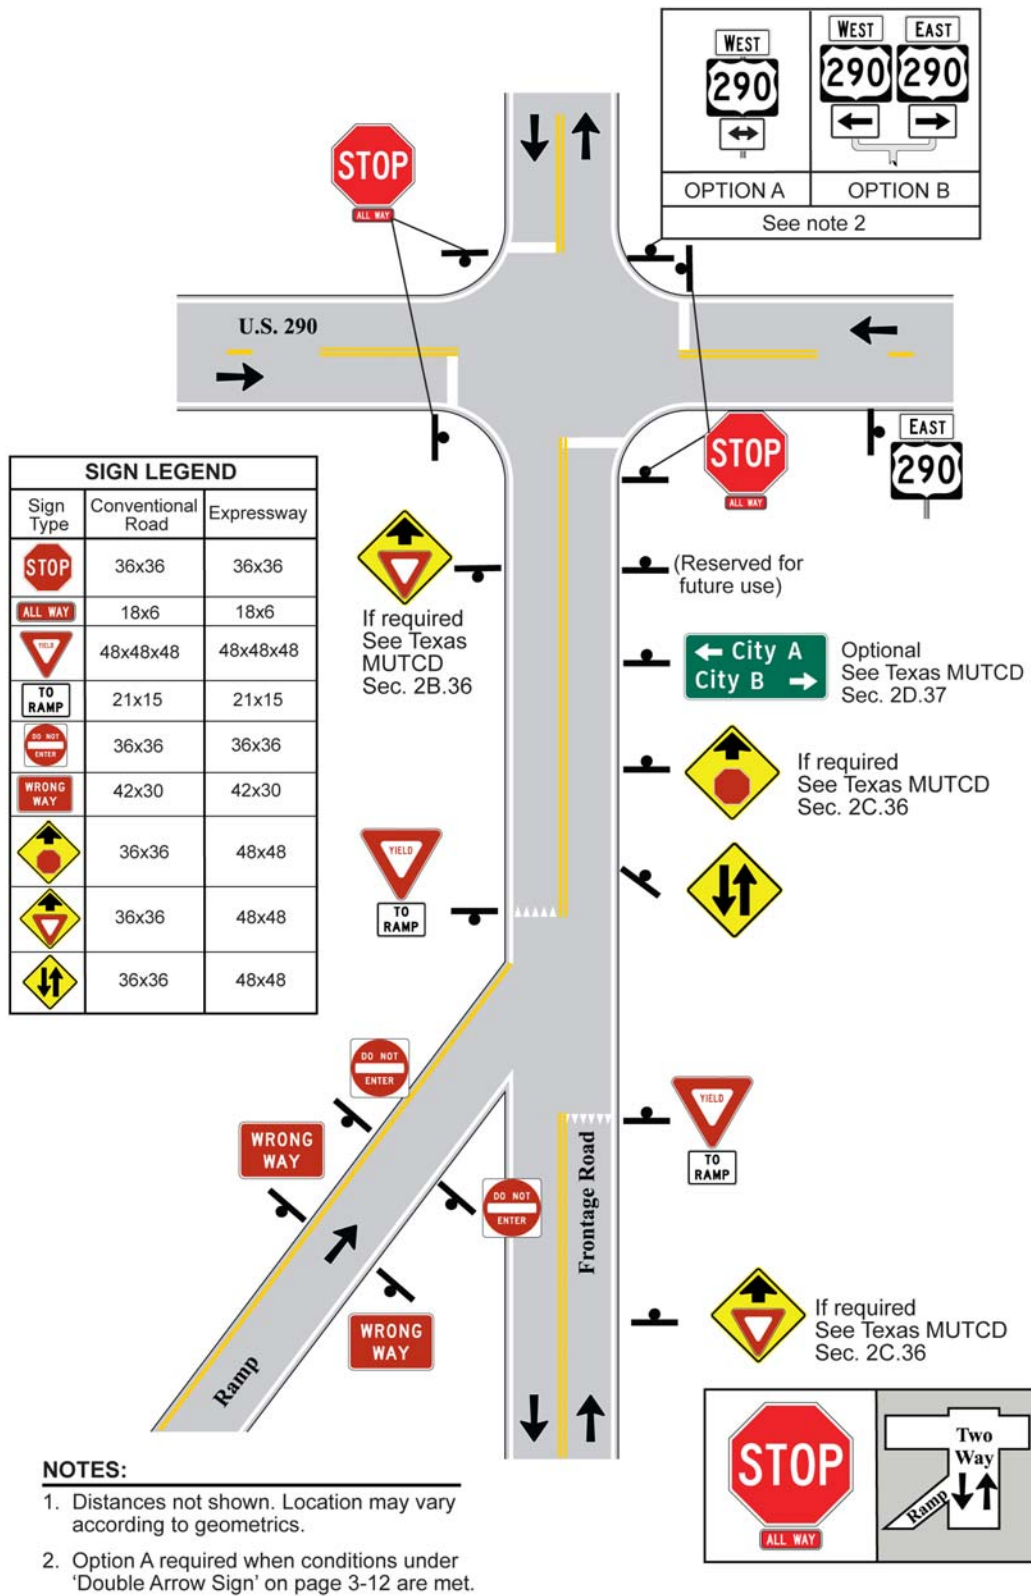 WEST
290
WEST
290
EAST
290
OPTION A
OPTION B
See note 2
STOP
ALL WAY
U.S. 290
STOP
ALL WAY
EAST
290
SIGN LEGEND
Sign Type
Conventional Road
Expressway
STOP
36x36
36x36
ALL WAY
18x6
18x6
YIELD
48x48x48
48x48x48
TO
RAMP
21x15
21x15
DO NOT
ENTER
36x36
36x36
WRONG
WAY
42x30
42x30
36x36
48x48
36x36
48x48
36x36
48x48
If required
See Texas
MUTCD
Sec. 2B.36
(Reserved for
future use)
City A
City B
Optional
See Texas MUTCD
Sec. 2D.37
If required
See Texas MUTCD
Sec. 2C.36
YIELD
TO
RAMP
DO NOT
ENTER
WRONG
WAY
DO NOT
ENTER
WRONG
WAY
Ramp
Frontage Road
YIELD
TO
RAMP
If required
See Texas MUTCD
Sec. 2C.36
STOP
ALL WAY
Two
Way
Ramp
NOTES:
1. Distances not shown. Location may vary
according to geometrics.
2. Option A required when conditions under
'Double Arrow Sign' on page 3-12 are met.